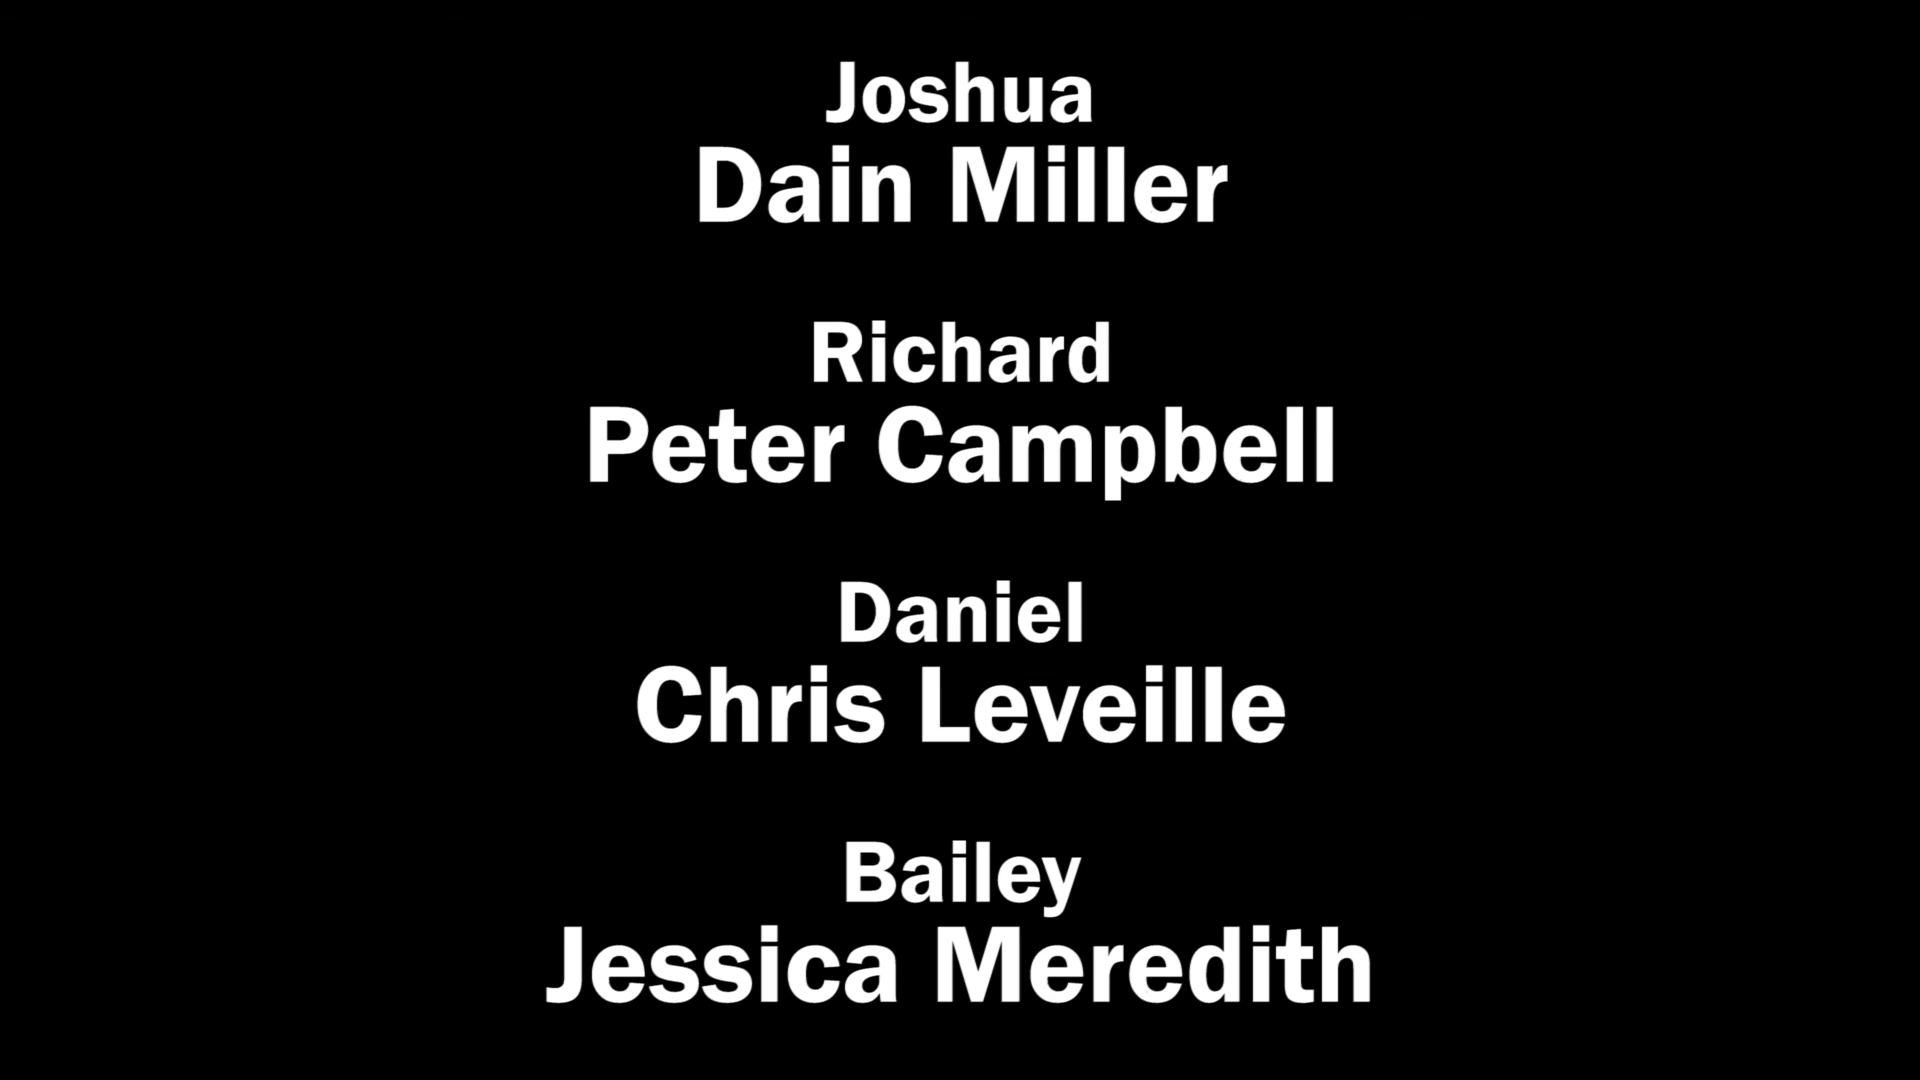 Joshua
Dain Miller
Richard
Peter Campbell
Daniel
Chris Leveille
Bailey
Jessica Meredith